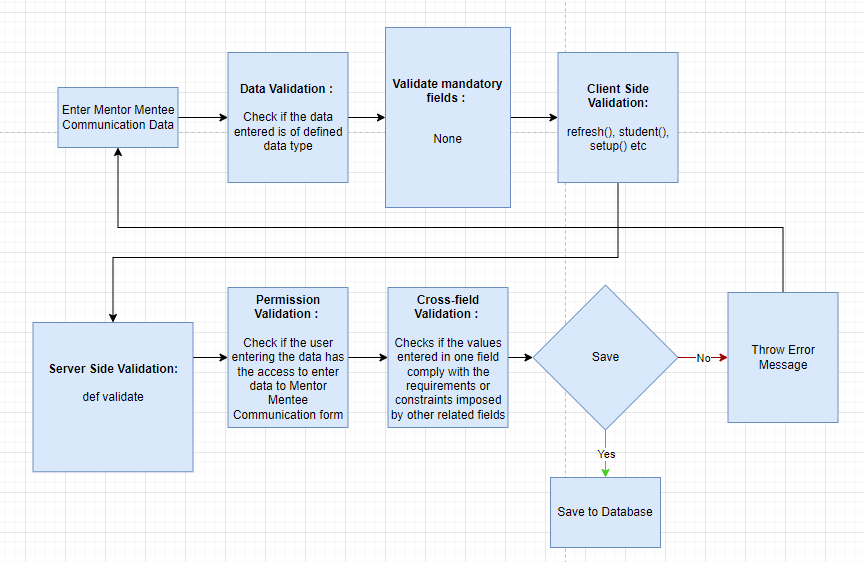 Enter Mentor Mentee
Communication Data
Data Validation :
Check if the data
entered is of defined
data type
Validate mandatory
fields :
None
Client Side
Validation:
refresh(), student(),
setup() etc
Server Side Validation:
def validate
Permission
Validation :
Check if the user
entering the data has
the access to enter
data to Mentor
Mentee
Communication form
Cross-field
Validation :
Checks if the values
entered in one field
comply with the
requirements or
constraints imposed
by other related fields
Save
No
Throw Error
Message
Yes
Save to Database